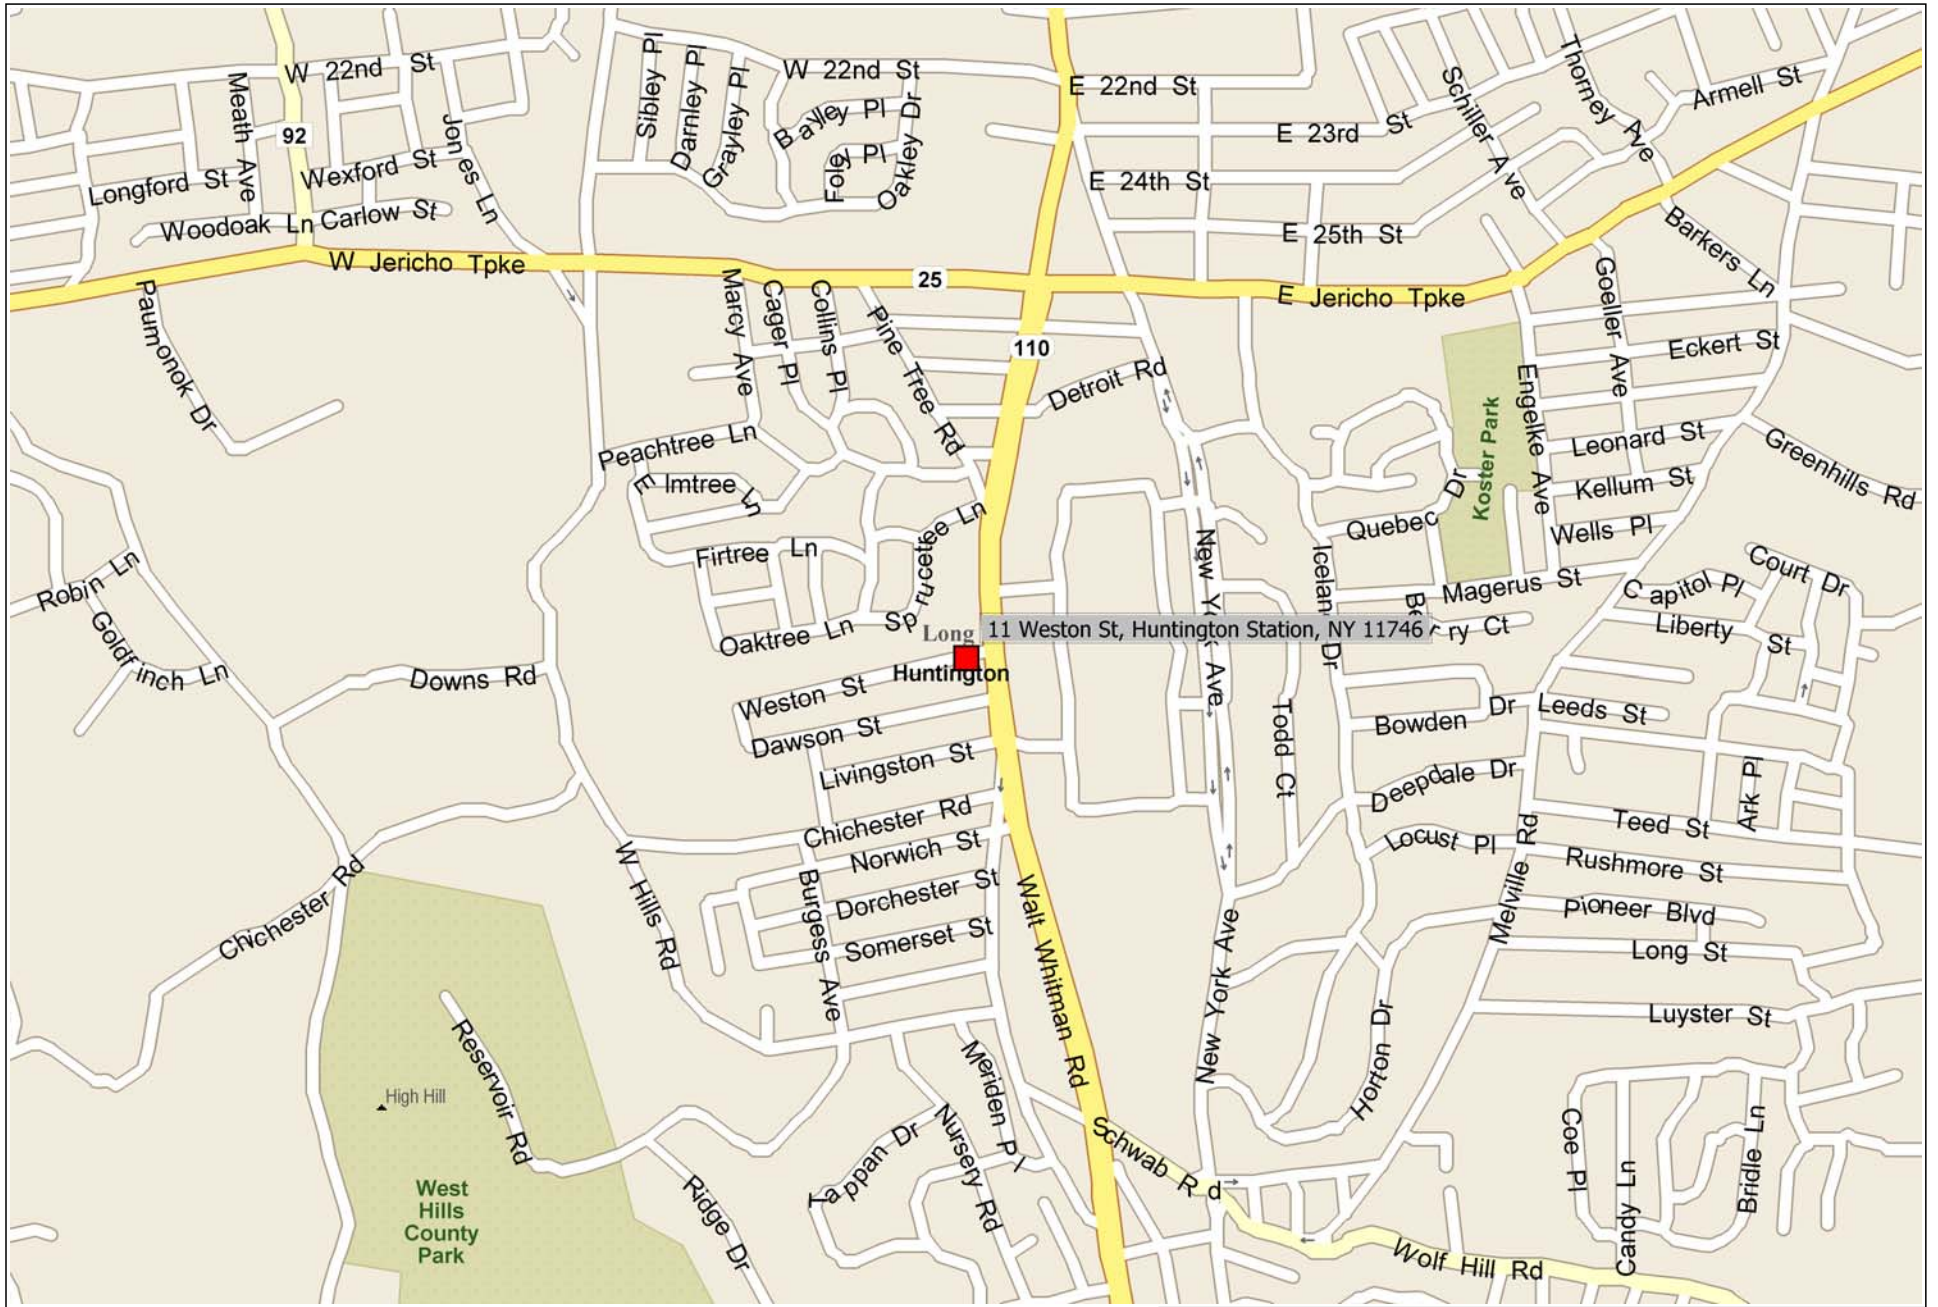 W 22nd St
Meath Ave
92
Jones Ln
Longford St
Wexford St
Woodoak Ln
Carlow St
Sibley Pl
Darnley Pl
Grayley Pl
W 22nd St
Bayley Pl
Foley Pl
Oakley Dr
E 22nd St
E 23rd St
E 24th St
E 25th St
Schiller Ave
Thorney Ave
Armell St
Barkers Ln
W Jericho Tpke
25
E Jericho Tpke
Paumonok Dr
Marcy Ave
Cager Pl
Collins Pl
Pine Tree Rd
110
Detroit Rd
Goeller Ave
Eckert St
Engelke Ave
Koster Park
Leonard St
Greenhills Rd
Kellum St
Wells Pl
Quebec Dr
Peachtree Ln
Elmtree Ln
Firtree Ln
Sprucetree Ln
Oaktree Ln
New York Ave
Iceland Dr
Magerus St
Berry Ct
Capitol Pl
Court Dr
Liberty St
Robin Ln
Goldfinch Ln
Downs Rd
Long
11 Weston St, Huntington Station, NY 11746
Huntington
Weston St
Dawson St
Livingston St
Todd Ct
Bowden Dr
Leeds St
Deepdale Dr
Ark Pl
Chichester Rd
Norwich St
Locust Pl
Teed St
Rushmore St
Melville Rd
Chichester Rd
W Hills Rd
Burgess Ave
Dorchester St
Somerset St
Walt Whitman Rd
New York Ave
Pioneer Blvd
Long St
Luyster St
Horton Dr
Reservoir Rd
High Hill
Meriden Pl
Nursery Rd
Tappan Dr
Ridge Dr
Schwab Rd
Coe Pl
Candy Ln
Bridle Ln
Wolf Hill Rd
West
Hills
County
Park